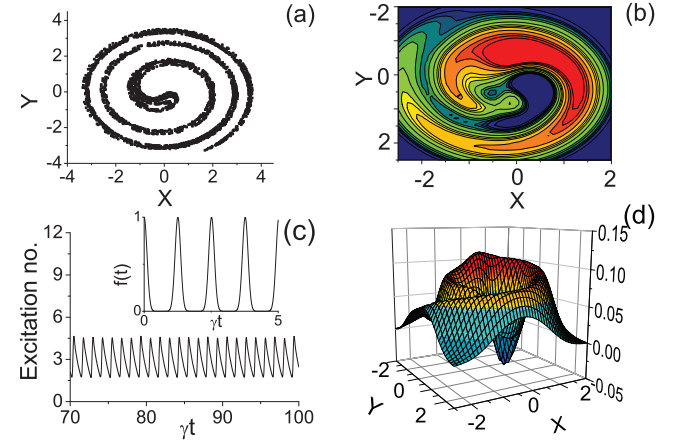 (a)
4
2
0
-2
-4
Y
-4 -2 0 2 4
X
(b)
-2
0
2
Y
-2 0 2
X
(c)
12
9
6
3
0
Excitation no.
70 80 90 100
γt
1
0
f(t)
0 γt 5
(d)
0.15
0.10
0.05
0.00
-0.05
-2
0
2
Y
-2
0
2
X